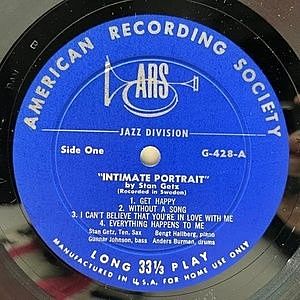 AMERICAN RECORDING SOCIETY
ARS
JAZZ DIVISION
Side One
G-428-A
"INTIMATE PORTRAIT"
by Stan Getz
(Recorded in Sweden)
1. GET HAPPY
2. WITHOUT A SONG
3. I CAN'T BELIEVE THAT YOU'RE IN LOVE WITH ME
4. EVERYTHING HAPPENS TO ME
Stan Getz, Ten. Sax Bengt Hallberg, piano
Gunnar Johnson, bass Anders Burman, drums
LONG 33⅓ PLAY
MANUFACTURED IN U.S.A. FOR HOME USE ONLY